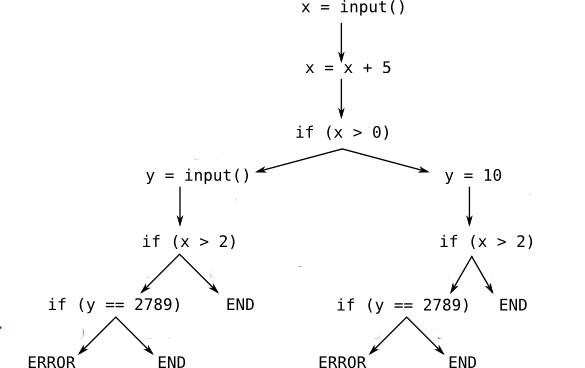 x = input()
x = x + 5
if (x > 0)
y = input()
y = 10
if (x > 2)
if (x > 2)
if (y == 2789)
END
if (y == 2789)
END
ERROR
END
ERROR
END